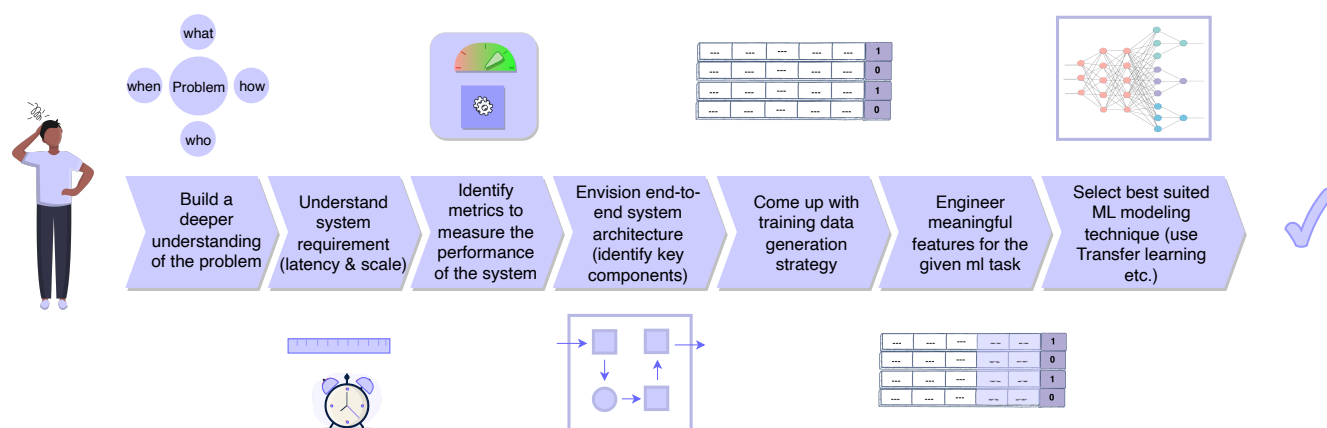 what
when
Problem
how
who
--- --- --- --- --- 1
--- --- --- --- --- 0
--- --- --- --- --- 1
--- --- --- --- --- 0
Build a
deeper
understanding
of the problem
Understand
system
requirement
(latency & scale)
Identify
metrics to
measure the
performance
of the system
Envision end-to-
end system
architecture
(identify key
components)
Come up with
training data
generation
strategy
Engineer
meaningful
features for the
given ml task
Select best suited
ML modeling
technique (use
Transfer learning
etc.)
--- --- --- --- --- 1
--- --- --- --- --- 0
--- --- --- --- --- 1
--- --- --- --- --- 0